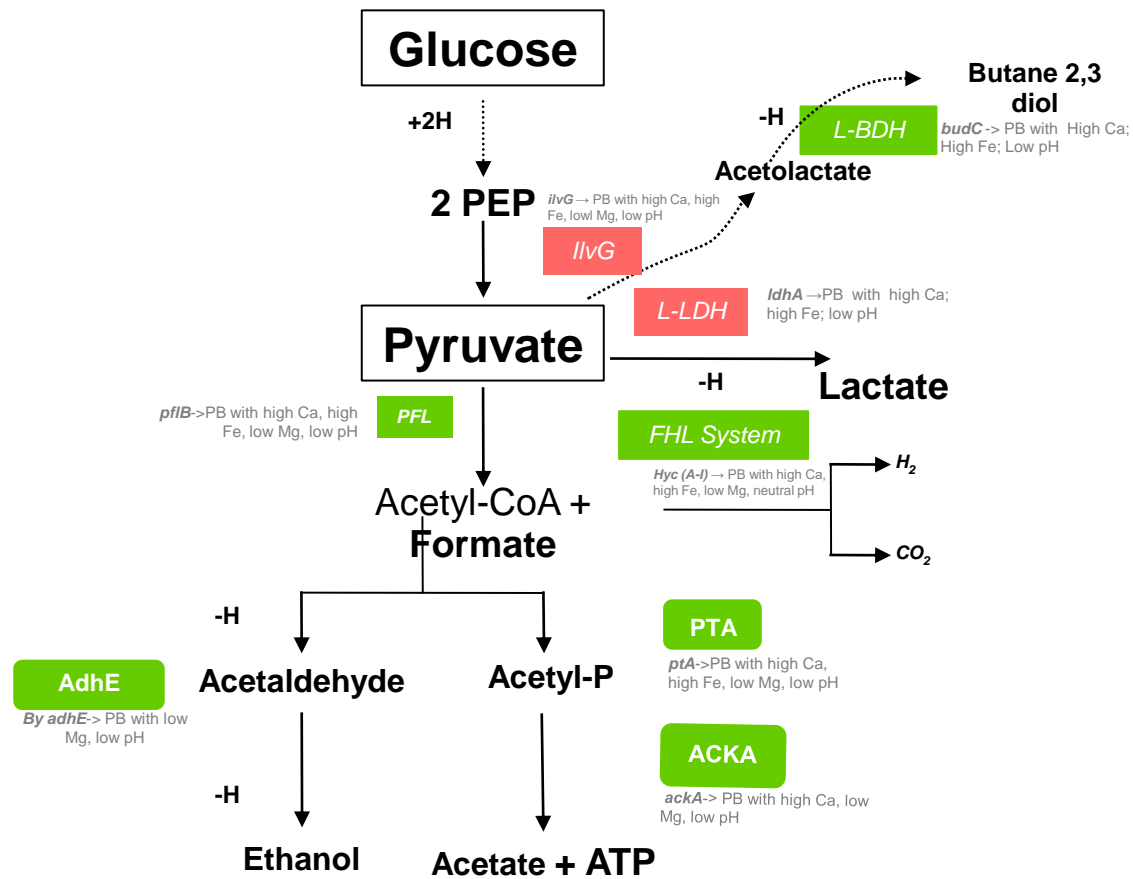 Glucose
+2H
Butane 2,3
diol
-H
L-BDH
budC-> PB with High Ca;
High Fe; Low pH
Acetolactate
2 PEP
ilvG → PB with high Ca, high
Fe, lowl Mg, low pH
IlvG
L-LDH
ldhA →PB with high Ca;
high Fe; low pH
Pyruvate
-H
Lactate
pflB->PB with high Ca, high
Fe, low Mg, low pH
PFL
FHL System
Hyc (A-I) → PB with high Ca,
high Fe, low Mg, neutral pH
H2
Acetyl-CoA +
Formate
CO2
-H
PTA
ptA->PB with high Ca,
high Fe, low Mg, low pH
AdhE
Acetaldehyde
Acetyl-P
By adhE-> PB with low
Mg, low pH
ACKA
ackA-> PB with high Ca, low
Mg, low pH
-H
Ethanol
Acetate + ATP